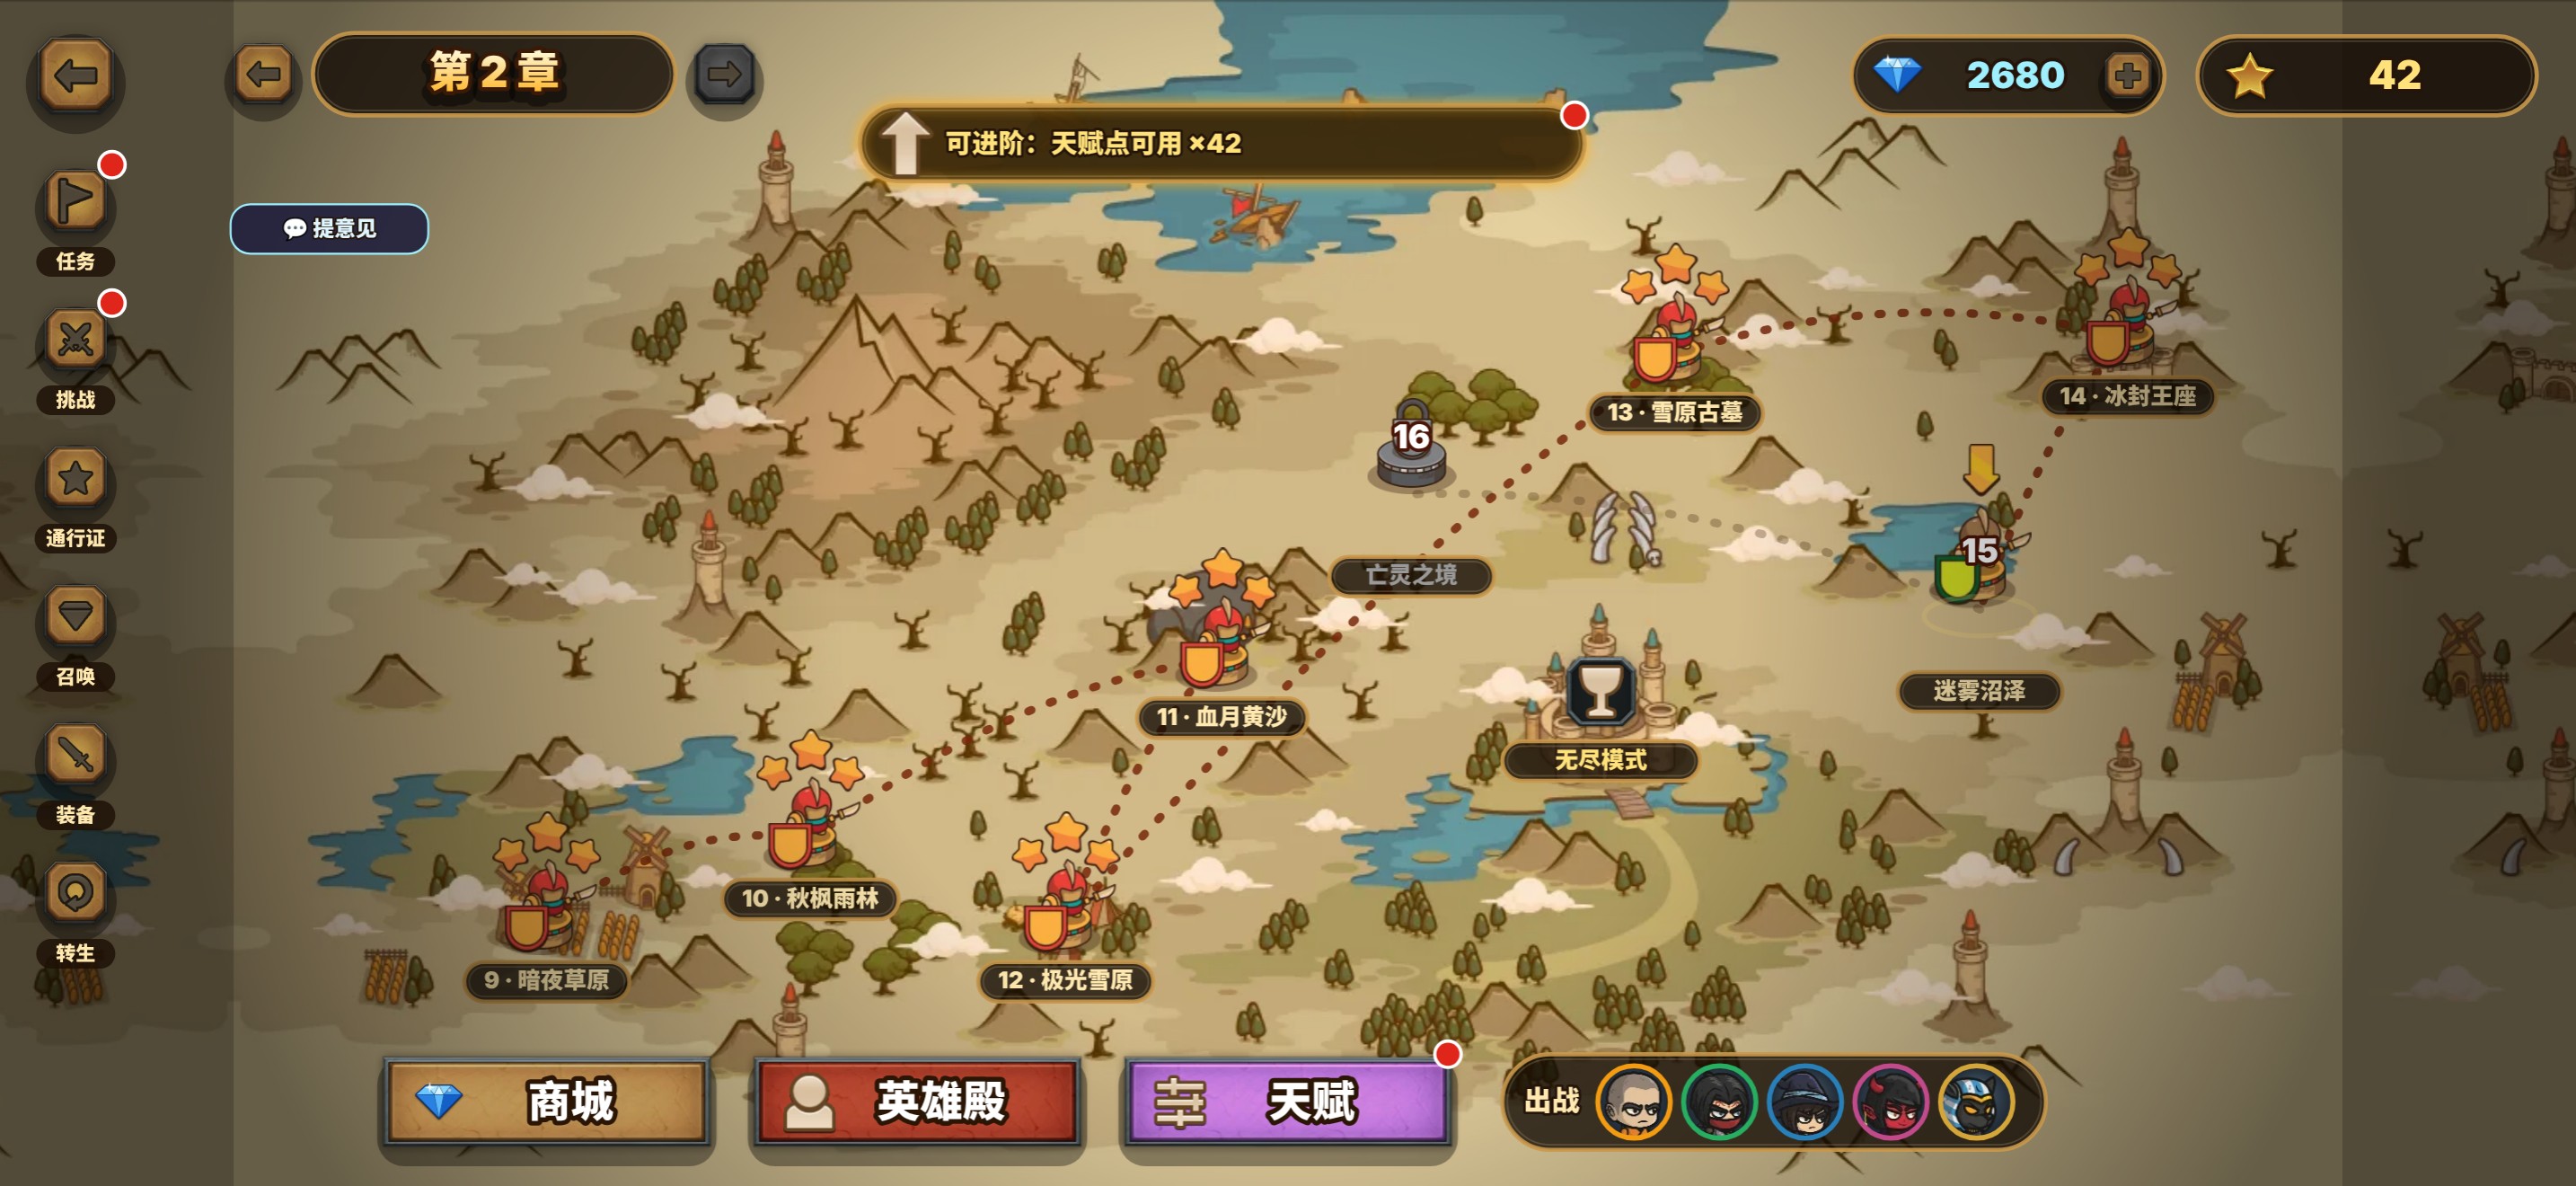 第 2 章
2680
42
可进阶：天赋点可用 ×42
提意见
任务
挑战
通行证
召唤
装备
转生
13 · 雪原古墓
14 · 冰封王座
16
亡灵之境
15
迷雾沼泽
11 · 血月黄沙
无尽模式
10 · 秋枫雨林
9 · 暗夜草原
12 · 极光雪原
商城
英雄殿
天赋
出战